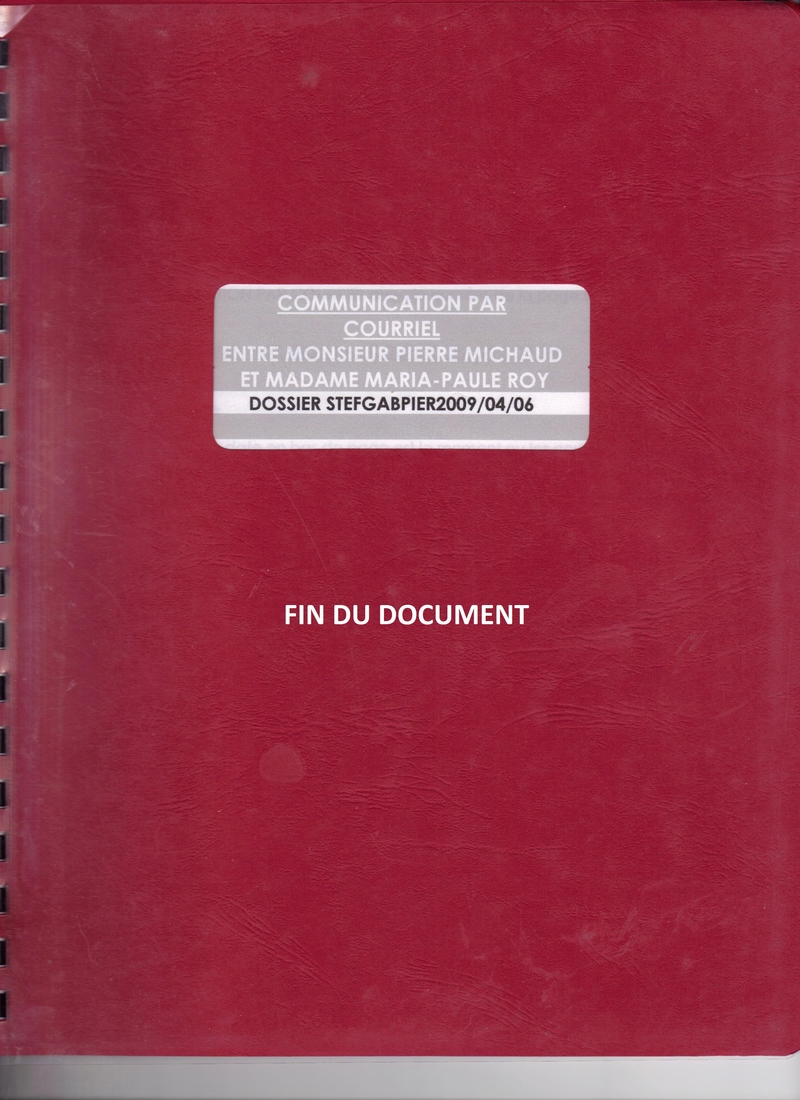 COMMUNICATION PAR
COURRIEL
ENTRE MONSIEUR PIERRE MICHAUD
ET MADAME MARIA-PAULE ROY
DOSSIER STEFGABPIER2009/04/06
FIN DU DOCUMENT